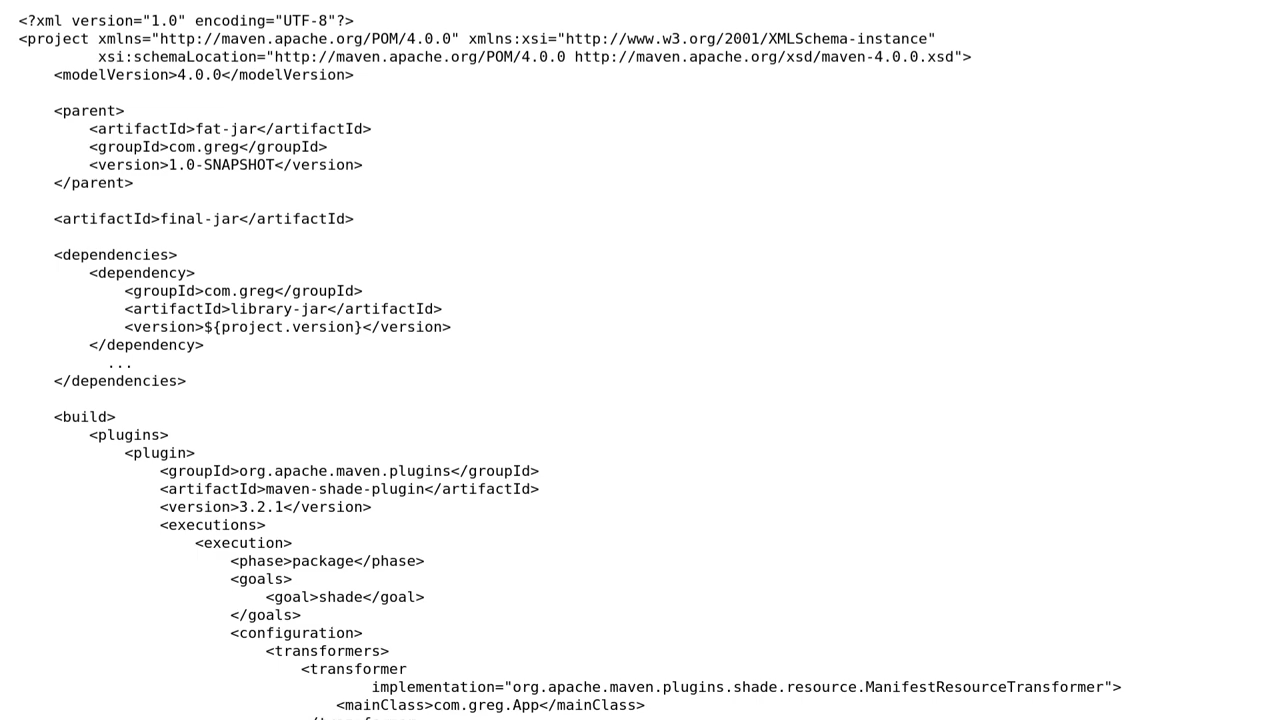 <?xml version="1.0" encoding="UTF-8"?>
<project xmlns="http://maven.apache.org/POM/4.0.0" xmlns:xsi="http://www.w3.org/2001/XMLSchema-instance"
         xsi:schemaLocation="http://maven.apache.org/POM/4.0.0 http://maven.apache.org/xsd/maven-4.0.0.xsd">
    <modelVersion>4.0.0</modelVersion>

    <parent>
        <artifactId>fat-jar</artifactId>
        <groupId>com.greg</groupId>
        <version>1.0-SNAPSHOT</version>
    </parent>

    <artifactId>final-jar</artifactId>

    <dependencies>
        <dependency>
            <groupId>com.greg</groupId>
            <artifactId>library-jar</artifactId>
            <version>${project.version}</version>
        </dependency>
          ...
    </dependencies>

    <build>
        <plugins>
            <plugin>
                <groupId>org.apache.maven.plugins</groupId>
                <artifactId>maven-shade-plugin</artifactId>
                <version>3.2.1</version>
                <executions>
                    <execution>
                        <phase>package</phase>
                        <goals>
                            <goal>shade</goal>
                        </goals>
                        <configuration>
                            <transformers>
                                <transformer
                                        implementation="org.apache.maven.plugins.shade.resource.ManifestResourceTransformer">
                                    <mainClass>com.greg.App</mainClass>